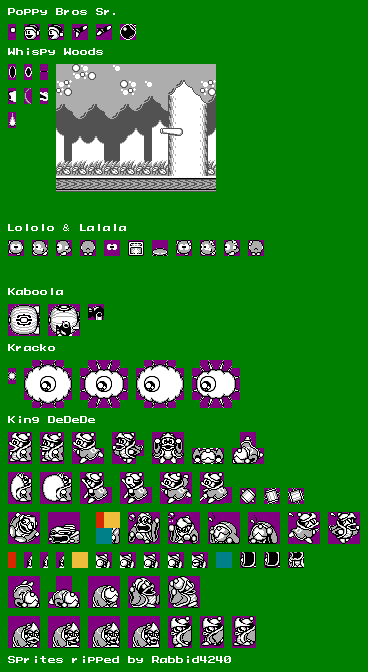 Poppy Bros Sr.
Whispy Woods
Lololo & Lalala
Kaboola
Kracko
King DeDeDe
Sprites ripped by Rabbid4240